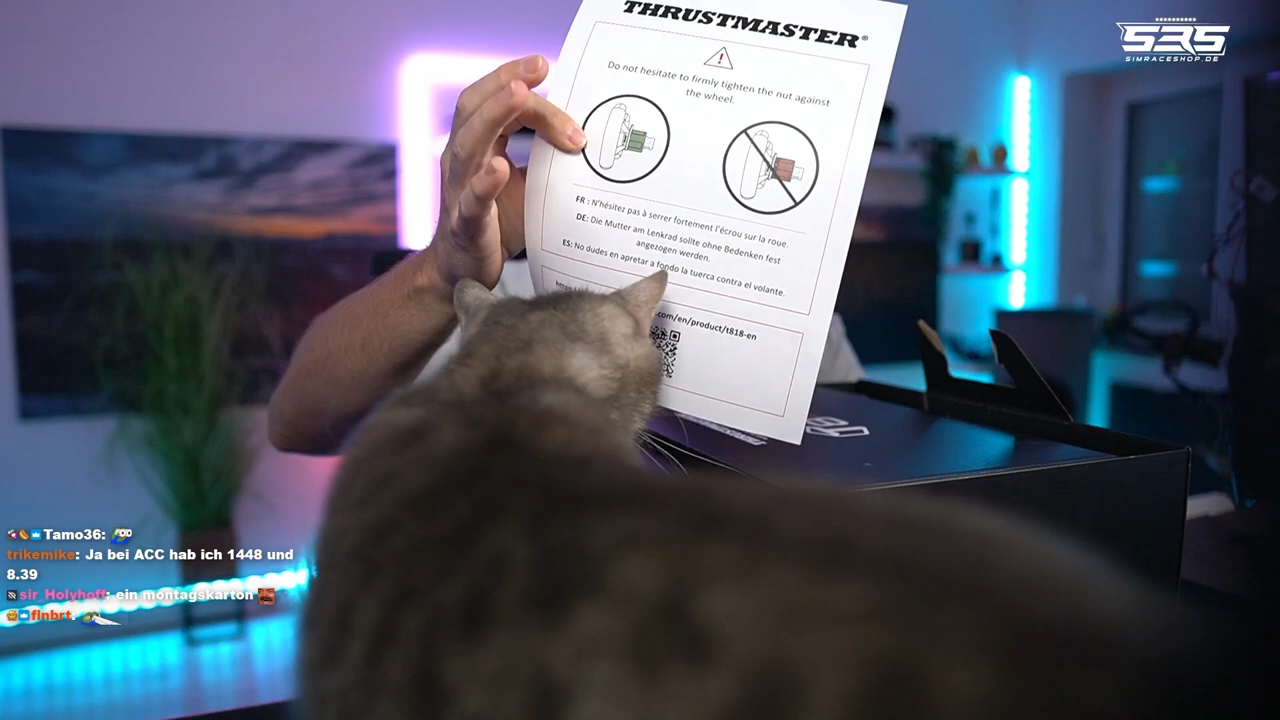 THRUSTMASTER®
Do not hesitate to firmly tighten the nut against
the wheel.
FR : N'hésitez pas à serrer fortement l'écrou sur la roue.
DE: Die Mutter am Lenkrad sollte ohne Bedenken fest
angezogen werden.
ES: No dudes en apretar a fondo la tuerca contra el volante.
.com/en/product/t818-en
SRS
SIMRACESHOP.DE
Tamo36:
trikemike: Ja bei ACC hab ich 1448 und
8.39
sir_Holyhoff: ein montagskarton
flnbrt: